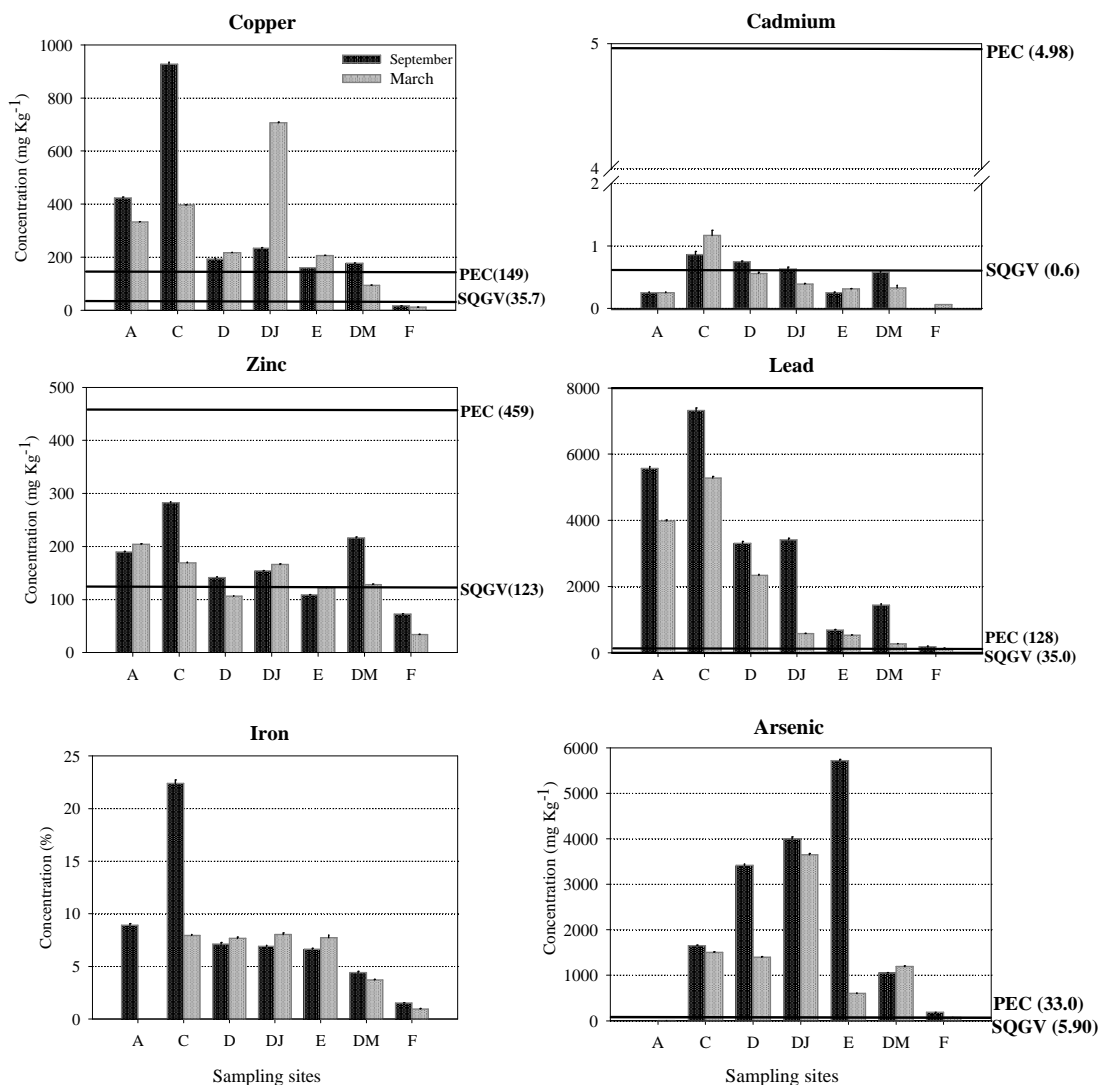 Copper
Concentration (mg Kg-1)
1000
800
600
400
200
0
September
March
PEC(149)
SQGV(35.7)
A C D DJ E DM F
Cadmium
Concentration (mg Kg-1)
5
4
2
1
0
PEC (4.98)
SQGV (0.6)
A C D DJ E DM F
Zinc
Concentration (mg Kg-1)
500
400
300
200
100
0
PEC (459)
SQGV(123)
A C D DJ E DM F
Lead
8000
6000
4000
2000
0
PEC (128)
SQGV (35.0)
A C D DJ E DM F
Iron
Concentration (%)
25
20
15
10
5
0
A C D DJ E DM F
Sampling sites
Arsenic
Concentration (mg Kg-1)
6000
5000
4000
3000
2000
1000
0
PEC (33.0)
SQGV (5.90)
A C D DJ E DM F
Sampling sites